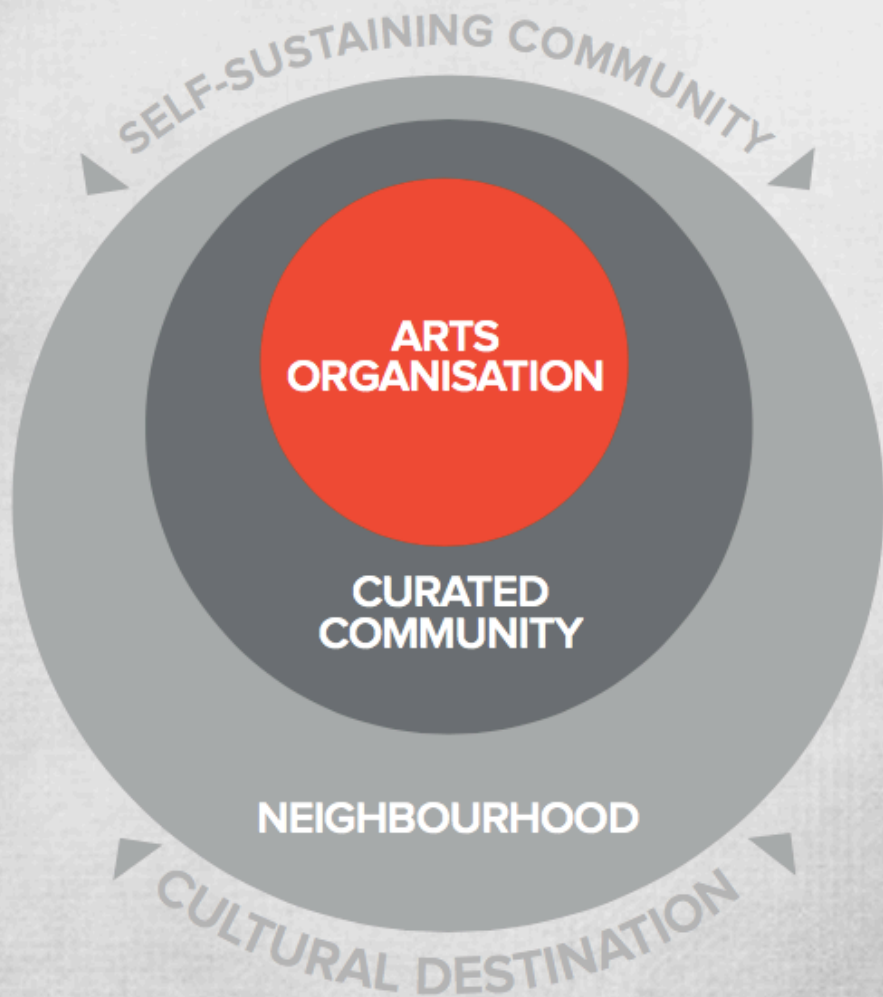 SELF-SUSTAINING COMMUNITY
ARTS
ORGANISATION
CURATED
COMMUNITY
NEIGHBOURHOOD
CULTURAL DESTINATION